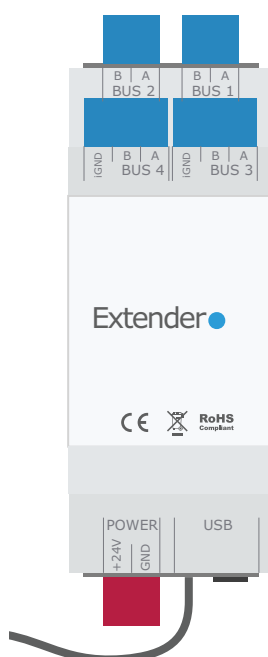 B A B A
BUS 2 BUS 1
iGND B A iGND B A
BUS 4 BUS 3
Extender
CE RoHS
Compliant
POWER USB
+24V GND